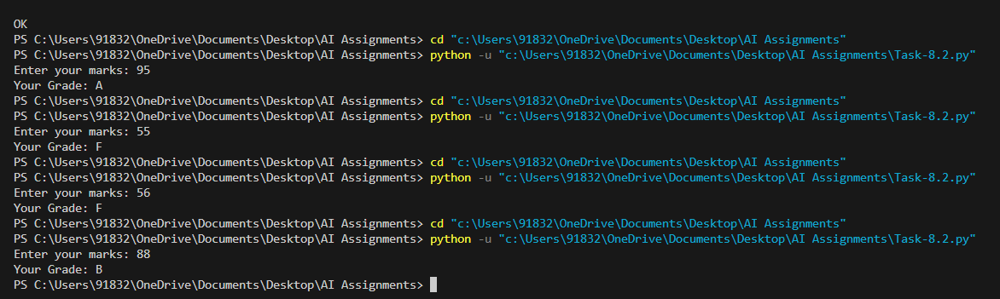 OK
PS C:\Users\91832\OneDrive\Documents\Desktop\AI Assignments> cd "c:\Users\91832\OneDrive\Documents\Desktop\AI Assignments"
PS C:\Users\91832\OneDrive\Documents\Desktop\AI Assignments> python -u "c:\Users\91832\OneDrive\Documents\Desktop\AI Assignments\Task-8.2.py"
Enter your marks: 95
Your Grade: A
PS C:\Users\91832\OneDrive\Documents\Desktop\AI Assignments> cd "c:\Users\91832\OneDrive\Documents\Desktop\AI Assignments"
PS C:\Users\91832\OneDrive\Documents\Desktop\AI Assignments> python -u "c:\Users\91832\OneDrive\Documents\Desktop\AI Assignments\Task-8.2.py"
Enter your marks: 55
Your Grade: F
PS C:\Users\91832\OneDrive\Documents\Desktop\AI Assignments> cd "c:\Users\91832\OneDrive\Documents\Desktop\AI Assignments"
PS C:\Users\91832\OneDrive\Documents\Desktop\AI Assignments> python -u "c:\Users\91832\OneDrive\Documents\Desktop\AI Assignments\Task-8.2.py"
Enter your marks: 56
Your Grade: F
PS C:\Users\91832\OneDrive\Documents\Desktop\AI Assignments> cd "c:\Users\91832\OneDrive\Documents\Desktop\AI Assignments"
PS C:\Users\91832\OneDrive\Documents\Desktop\AI Assignments> python -u "c:\Users\91832\OneDrive\Documents\Desktop\AI Assignments\Task-8.2.py"
Enter your marks: 88
Your Grade: B
PS C:\Users\91832\OneDrive\Documents\Desktop\AI Assignments>